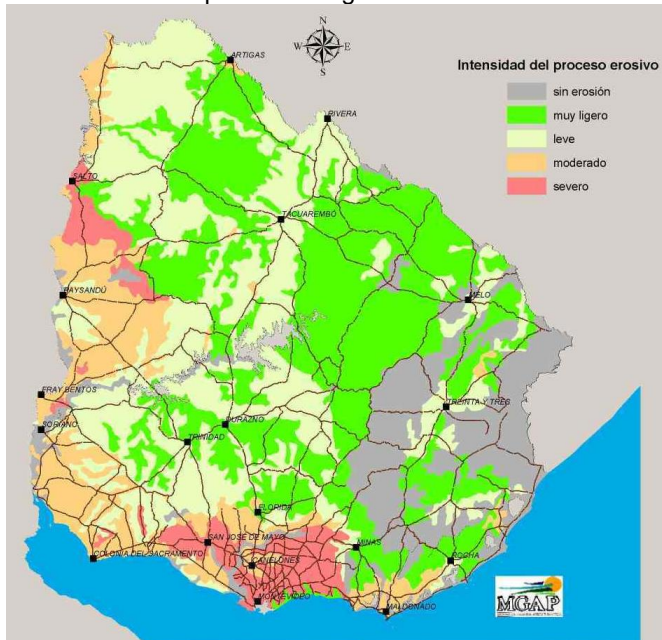 N
W E
S
Intensidad del proceso erosivo
sin erosión
muy ligero
leve
moderado
severo
ARTIGAS
RIVERA
SALTO
TACUAREMBÓ
PAYSANDÚ
MELO
FRAY BENTOS
SORIANO
TREINTA Y TRES
DURAZNO
TRINIDAD
FLORIDA
SAN JOSE DE MAYO
MINAS
COLONIA DEL SACRAMENTO
CANELONES
ROCHA
MONTEVIDEO
MALDONADO
MGAP